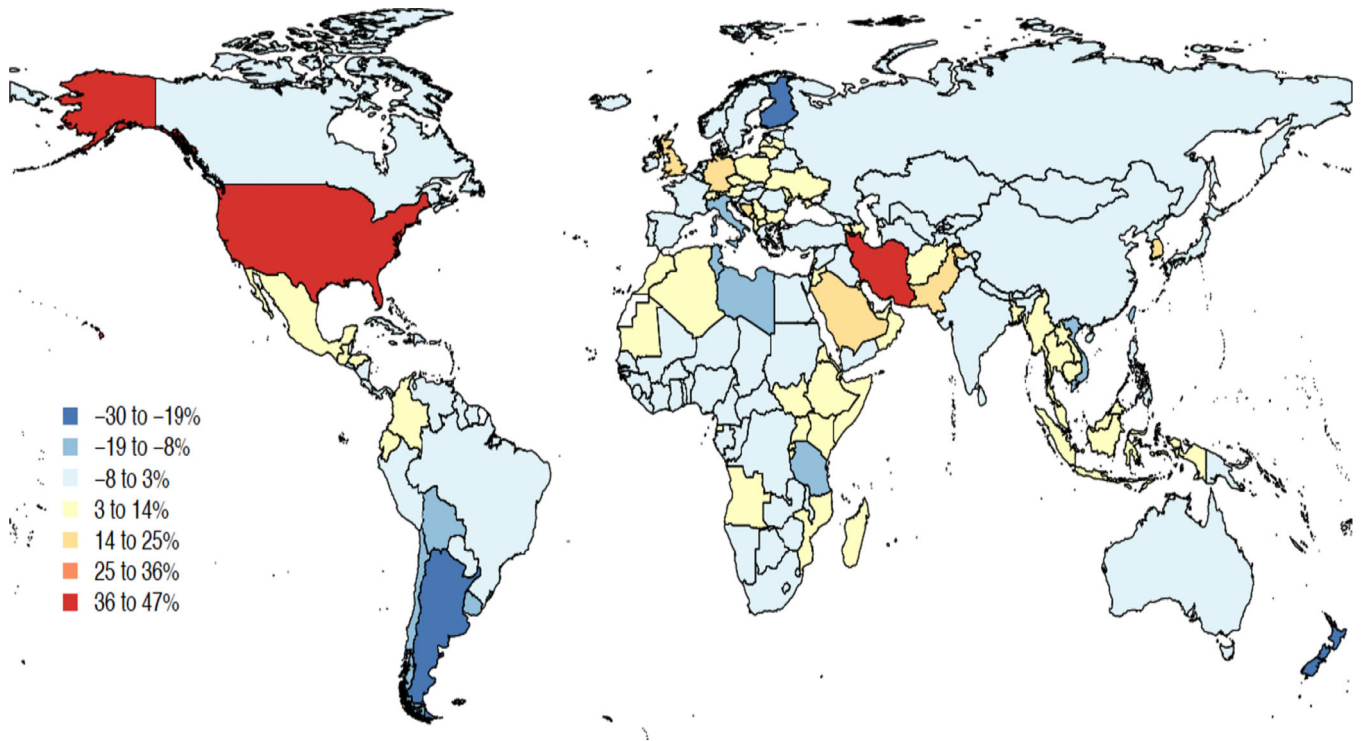 −30 to −19%
−19 to −8%
−8 to 3%
3 to 14%
14 to 25%
25 to 36%
36 to 47%